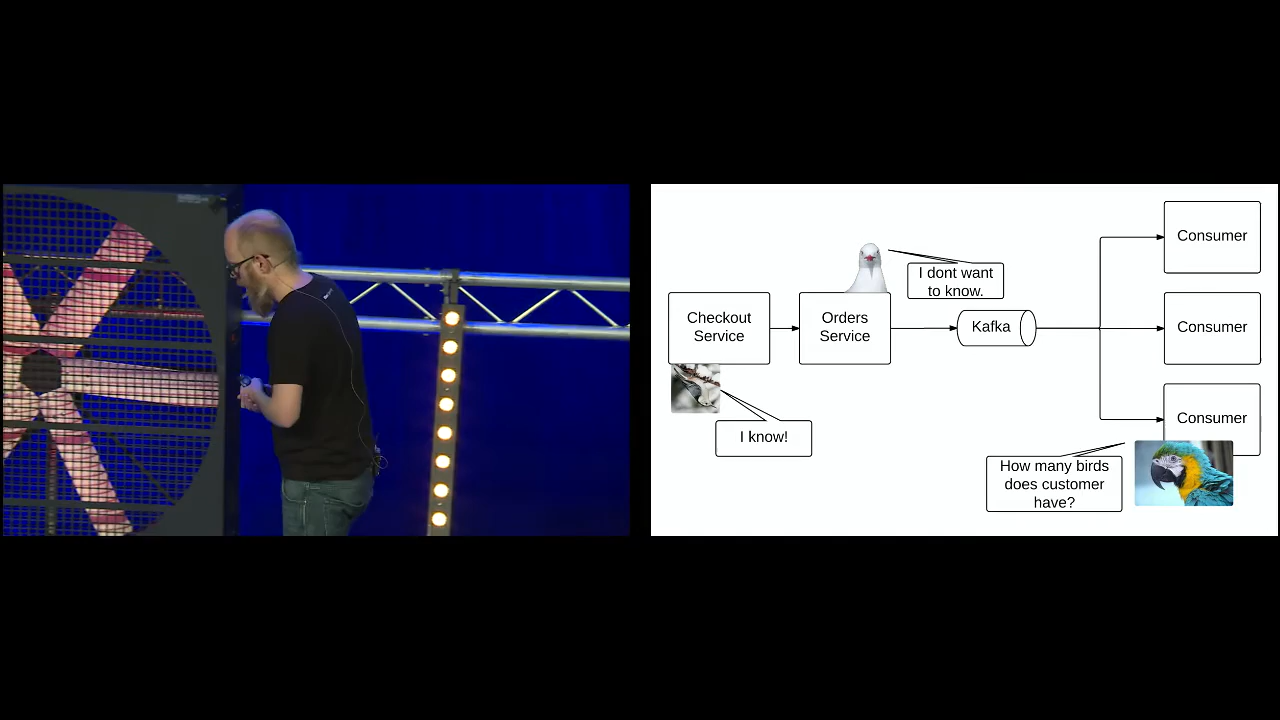 Consumer
I dont want
to know.
Checkout
Service
Orders
Service
Kafka
Consumer
Consumer
I know!
How many birds
does customer
have?